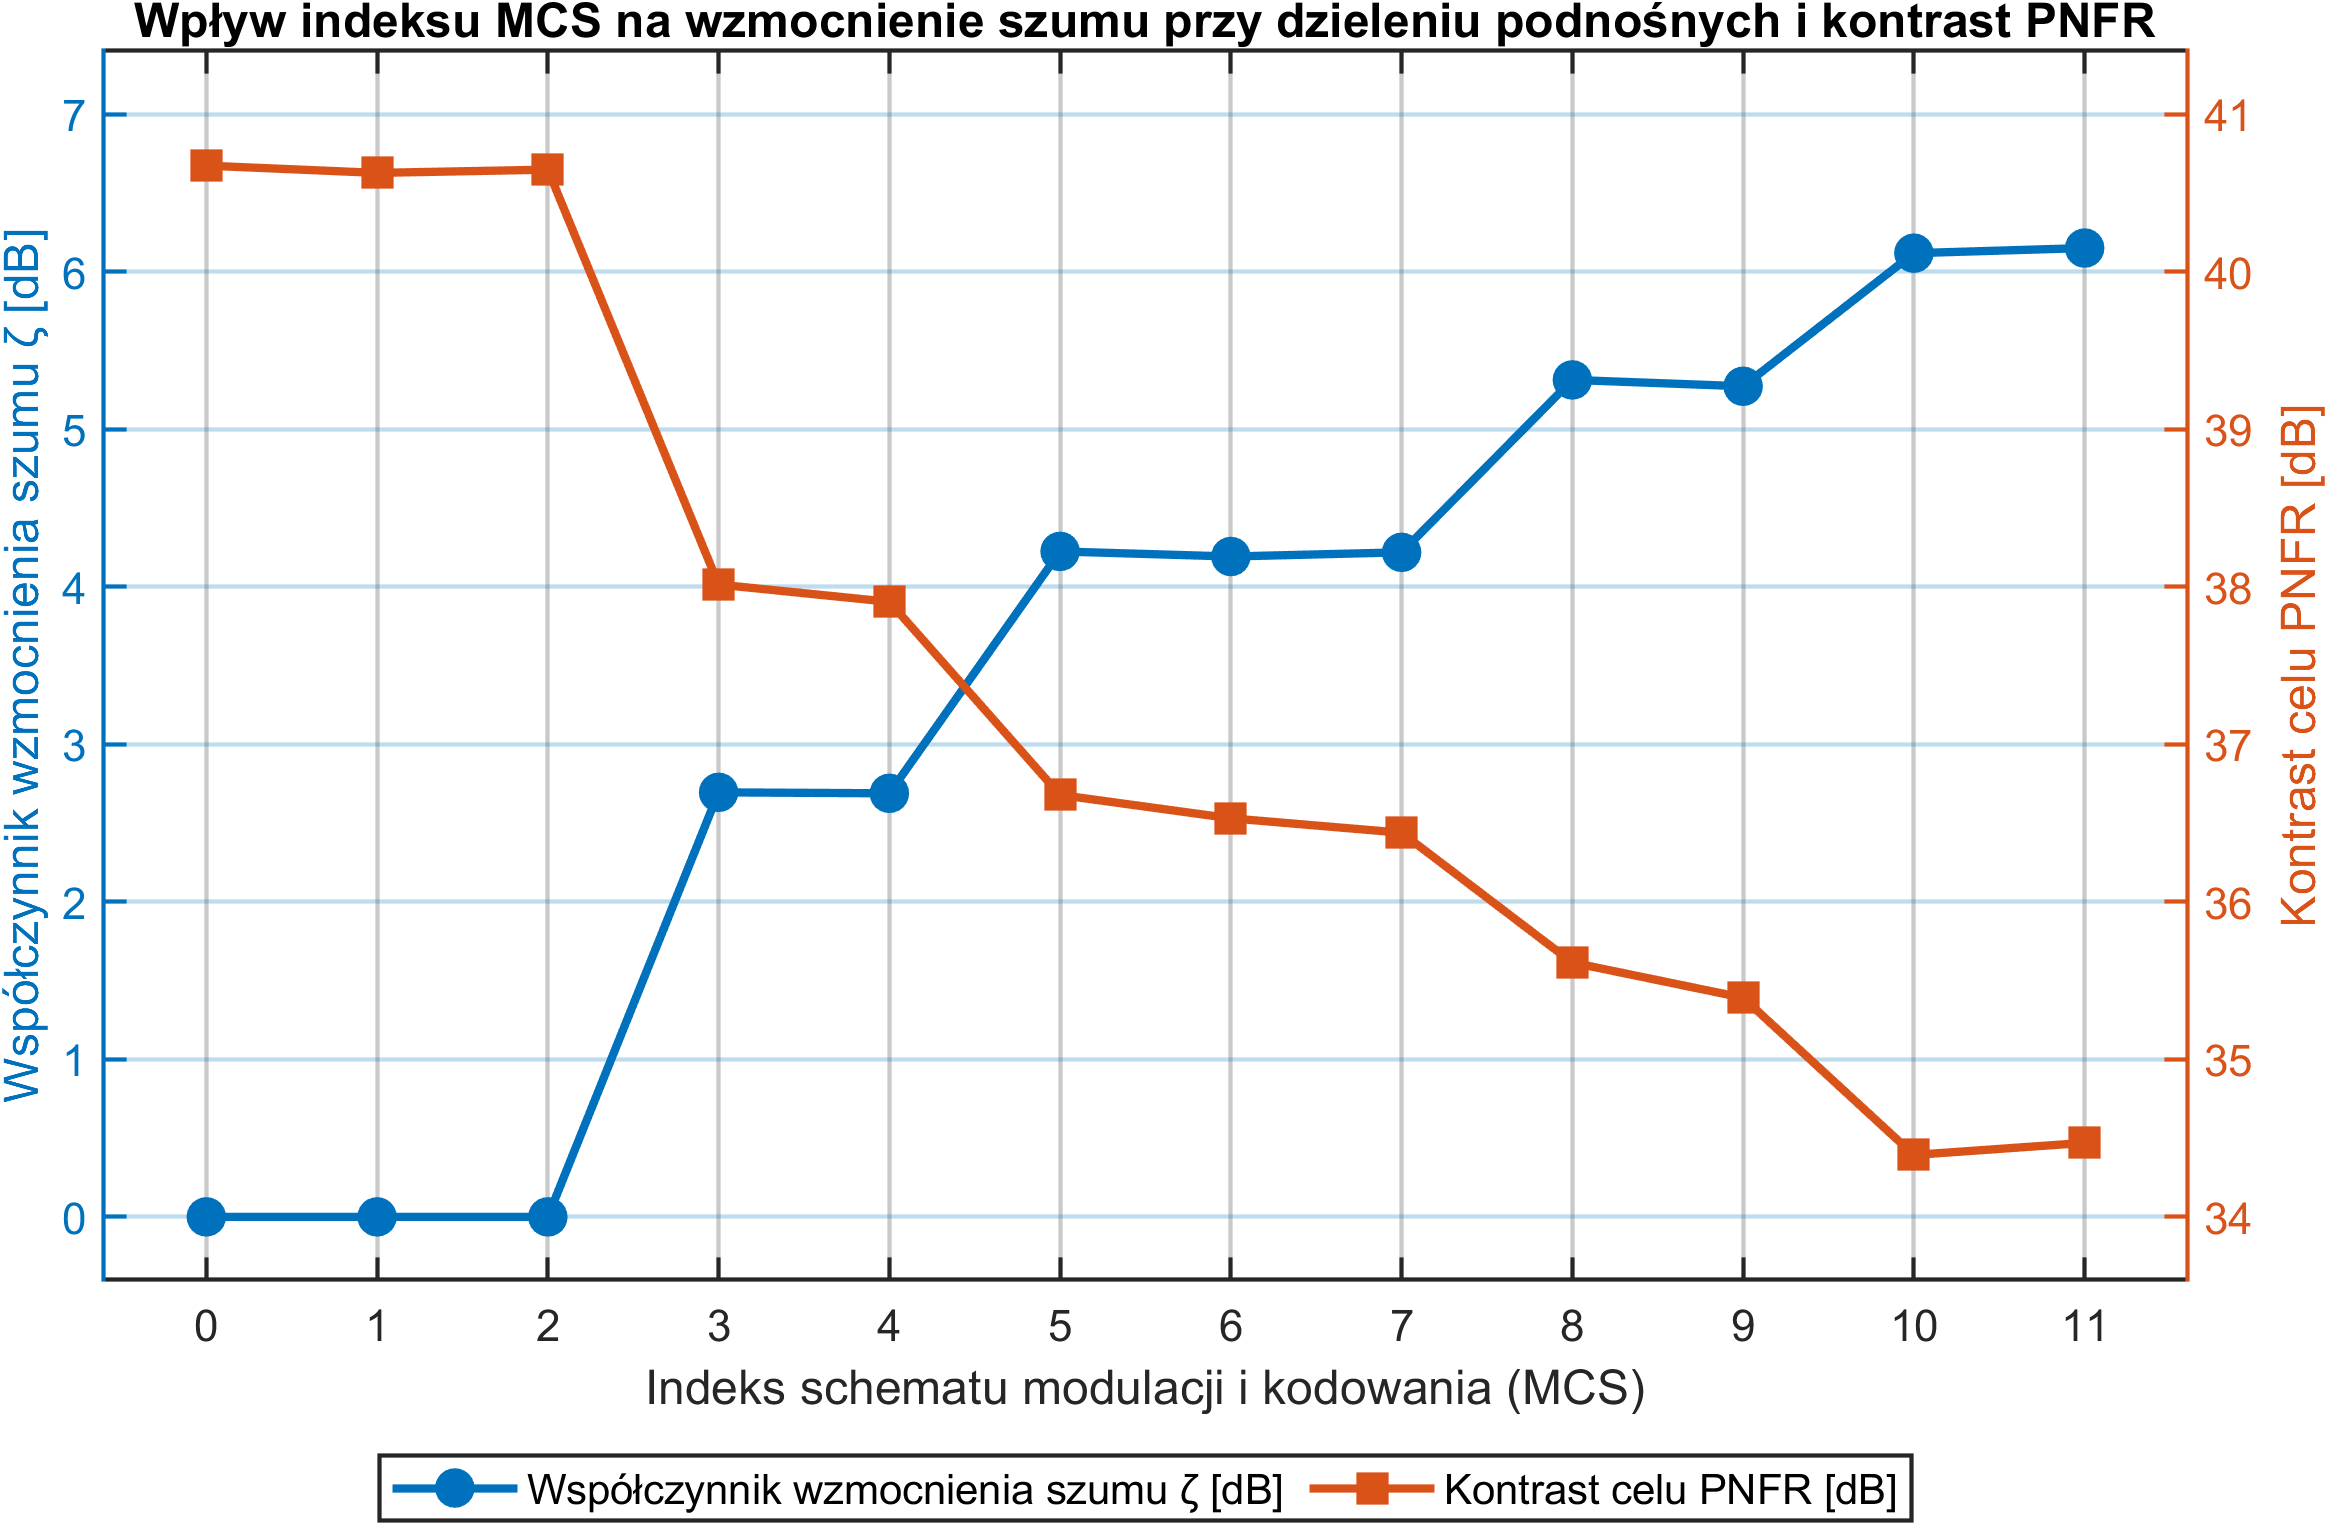 Wpływ indeksu MCS na wzmocnienie szumu przy dzieleniu podnośnych i kontrast PNFR
Współczynnik wzmocnienia szumu ζ [dB]
7
6
5
4
3
2
1
0
41
40
39
38
37
36
35
34
Kontrast celu PNFR [dB]
0 1 2 3 4 5 6 7 8 9 10 11
Indeks schematu modulacji i kodowania (MCS)
Współczynnik wzmocnienia szumu ζ [dB] Kontrast celu PNFR [dB]